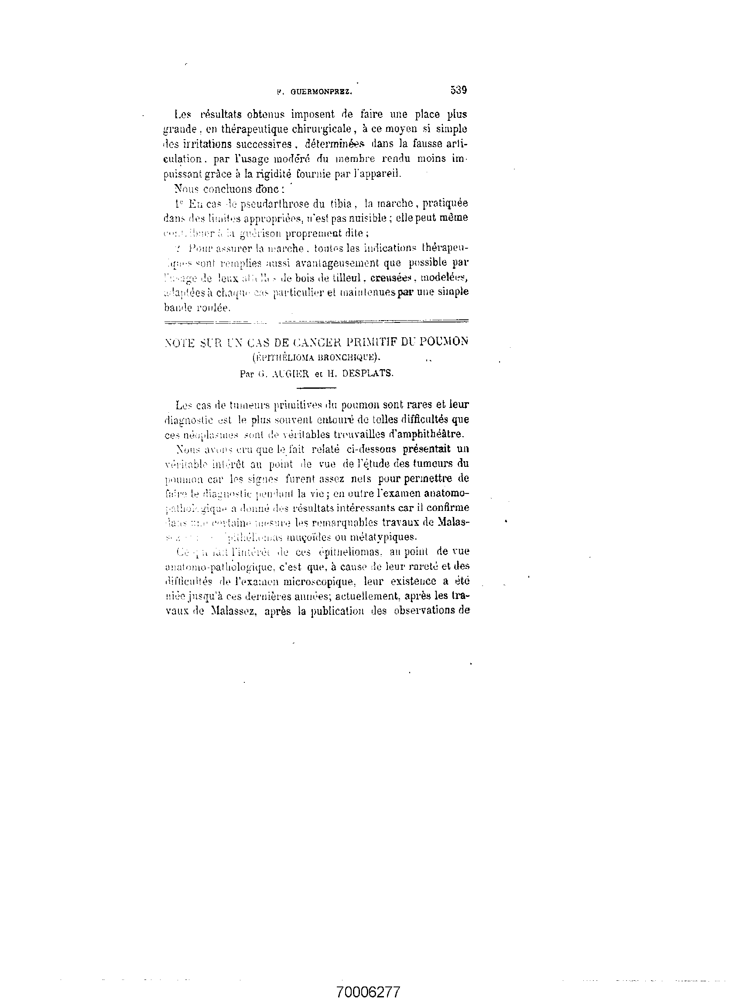 F. GUERMONPREZ. 539
Les résultats obtenus imposent de faire une place plus
grande, en thérapeutique chirurgicale, à ce moyen si simple
des irritations successives, déterminées dans la fausse arti-
culation, par l'usage modéré du membre rendu moins im-
puissant grâce à la rigidité fournie par l'appareil.
Nous concluons donc :
1° En cas de pseudarthrose du tibia, la marche, pratiquée
dans des limites appropriées, n'est pas nuisible ; elle peut même
contribuer à la guérison proprement dite ;
2° Pour assurer la marche, toutes les indications thérapeu-
tiques sont remplies aussi avantageusement que possible par
l'usage de deux attelles de bois de tilleul, creusées, modelées,
adaptées à chaque cas particulier et maintenues par une simple
bande roulée.
NOTE SUR UN CAS DE CANCER PRIMITIF DU POUMON
(ÉPITHÉLIOMA BRONCHIQUE).
Par G. AUGIER et H. DESPLATS.
Les cas de tumeurs primitives du poumon sont rares et leur
diagnostic est le plus souvent entouré de telles difficultés que
ces néoplasmes sont de véritables trouvailles d'amphithéâtre.
Nous avons cru que le fait relaté ci-dessous présentait un
véritable intérêt au point de vue de l'étude des tumeurs du
poumon car les signes furent assez nets pour permettre de
faire le diagnostic pendant la vie ; en outre l'examen anatomo-
pathologique a donné des résultats intéressants car il confirme
dans une certaine mesure les remarquables travaux de Malas-
épithéliomas muçoïdes ou métatypiques.
Ce qui fait l'intérêt de ces épitheliomas, au point de vue
anatomo-pathologique, c'est que, à cause de leur rareté et des
difficultés de l'examen microscopique, leur existence a été
niée jusqu'à ces dernières années; actuellement, après les tra-
vaux de Malassez, après la publication des observations de
70006277